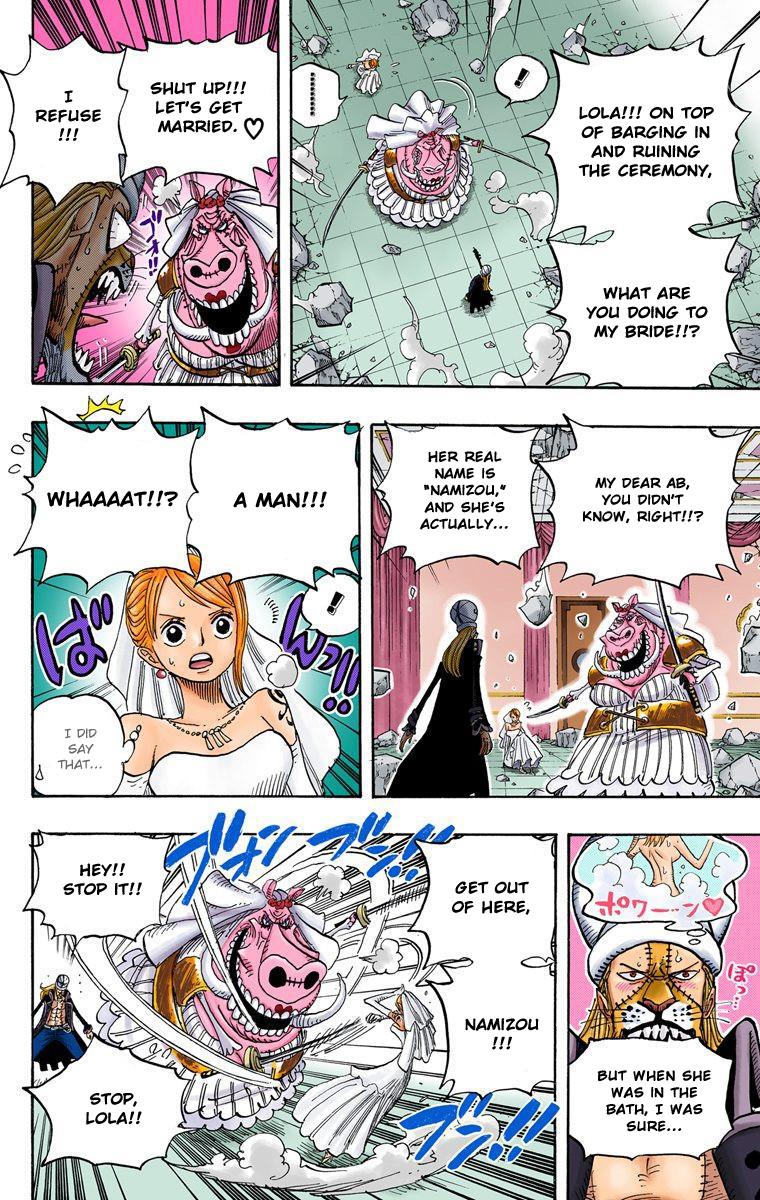 LOLA!!! ON TOP
OF BARGING IN
AND RUINING
THE CEREMONY,
WHAT ARE
YOU DOING TO
MY BRIDE!!?
!
..........
SHUT UP!!!
LET'S GET
MARRIED.♡
I
REFUSE
!!!
ブオ!!
MY DEAR AB,
YOU DIDN'T
KNOW, RIGHT!!?
HER REAL
NAME IS
"NAMIZOU,"
AND SHE'S
ACTUALLY...
A MAN!!!
WHAAAAT!!?
!
ばんっ!!
I DID
SAY
THAT...
ポワーーン♡
ぽっ...
BUT WHEN SHE
WAS IN THE
BATH, I WAS
SURE...
GET OUT
OF HERE,
NAMIZOU
!!!
ブォン
ブン!!
HEY!!
STOP IT!!
STOP,
LOLA!!
ブン!!